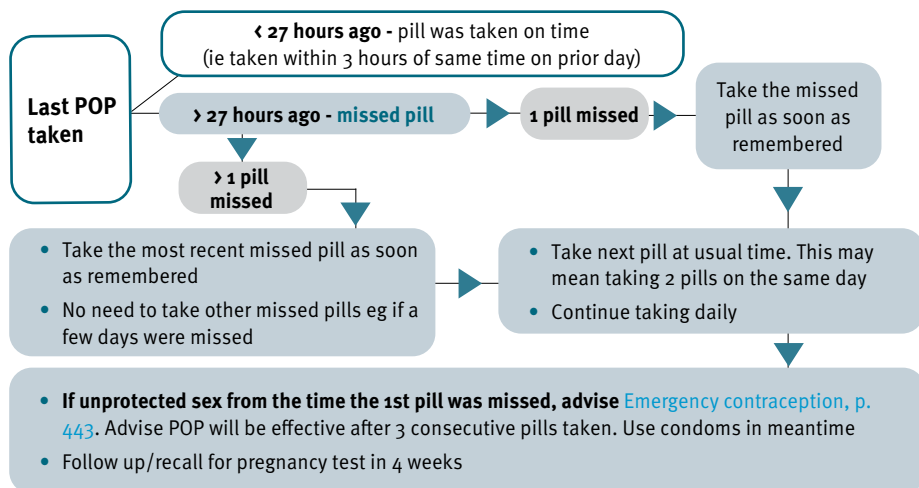 < 27 hours ago - pill was taken on time
(ie taken within 3 hours of same time on prior day)
Last POP
taken
> 27 hours ago - missed pill
1 pill missed
Take the missed
pill as soon as
remembered
> 1 pill
missed
• Take the most recent missed pill as soon
as remembered
• No need to take other missed pills eg if a
few days were missed
• Take next pill at usual time. This may
mean taking 2 pills on the same day
• Continue taking daily
• If unprotected sex from the time the 1st pill was missed, advise Emergency contraception, p.
443. Advise POP will be effective after 3 consecutive pills taken. Use condoms in meantime
• Follow up/recall for pregnancy test in 4 weeks